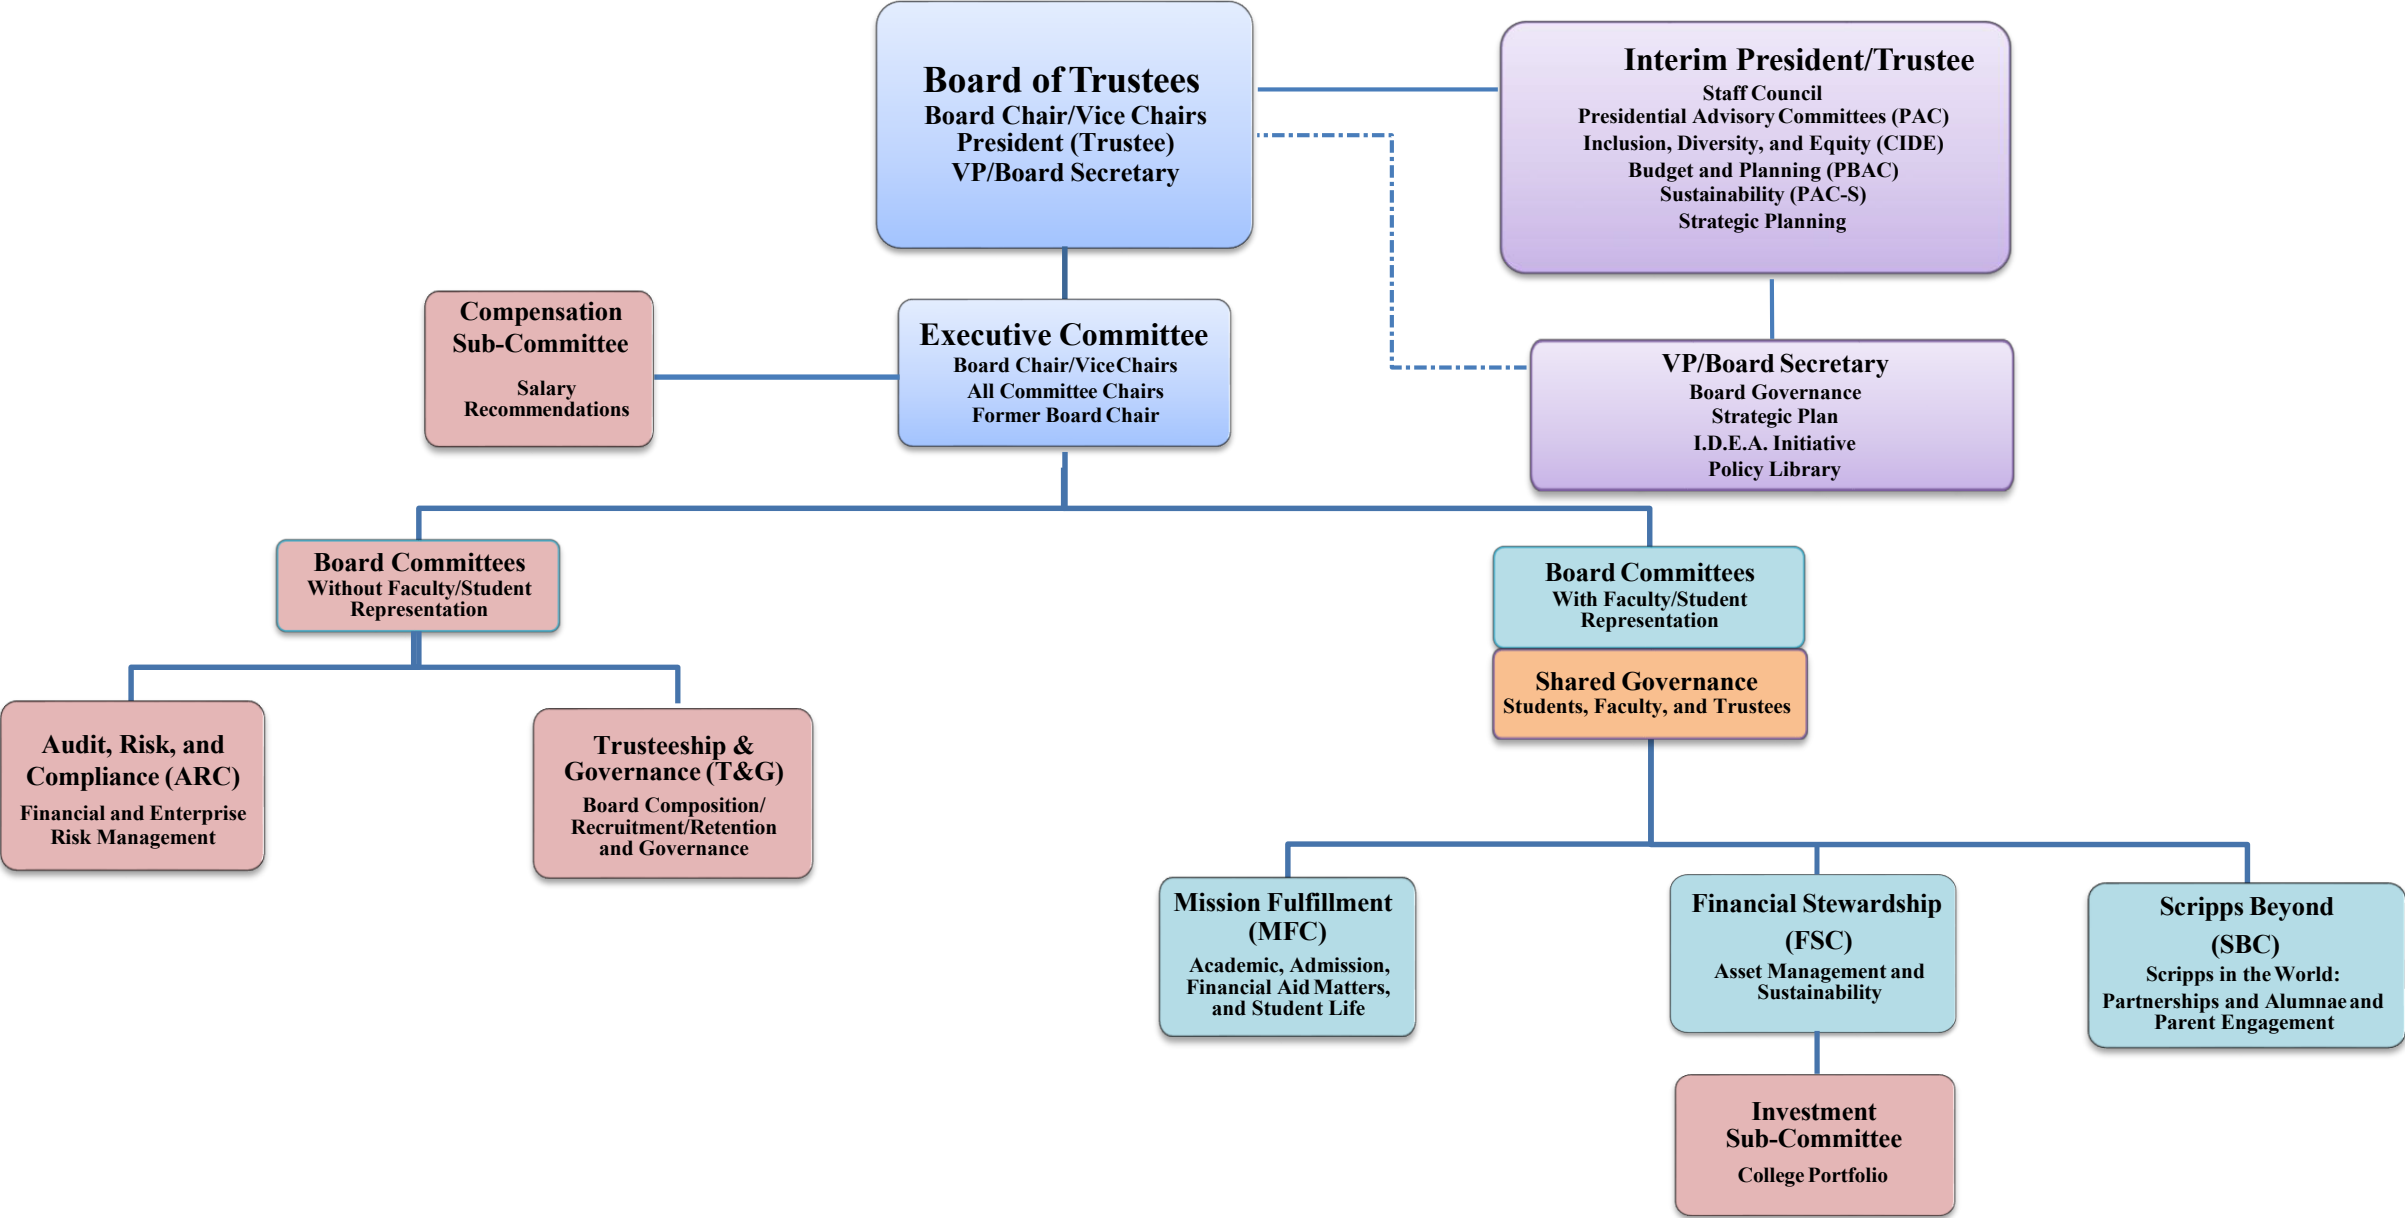 Board of Trustees
Board Chair/Vice Chairs
President (Trustee)
VP/Board Secretary
Interim President/Trustee
Staff Council
Presidential Advisory Committees (PAC)
Inclusion, Diversity, and Equity (CIDE)
Budget and Planning (PBAC)
Sustainability (PAC-S)
Strategic Planning
Compensation
Sub-Committee
Salary
Recommendations
Executive Committee
Board Chair/Vice Chairs
All Committee Chairs
Former Board Chair
VP/Board Secretary
Board Governance
Strategic Plan
I.D.E.A. Initiative
Policy Library
Board Committees
Without Faculty/Student
Representation
Board Committees
With Faculty/Student
Representation
Shared Governance
Students, Faculty, and Trustees
Audit, Risk, and
Compliance (ARC)
Financial and Enterprise
Risk Management
Trusteeship &
Governance (T&G)
Board Composition/
Recruitment/Retention
and Governance
Mission Fulfillment
(MFC)
Academic, Admission,
Financial Aid Matters,
and Student Life
Financial Stewardship
(FSC)
Asset Management and
Sustainability
Scripps Beyond
(SBC)
Scripps in the World:
Partnerships and Alumnae and
Parent Engagement
Investment
Sub-Committee
College Portfolio